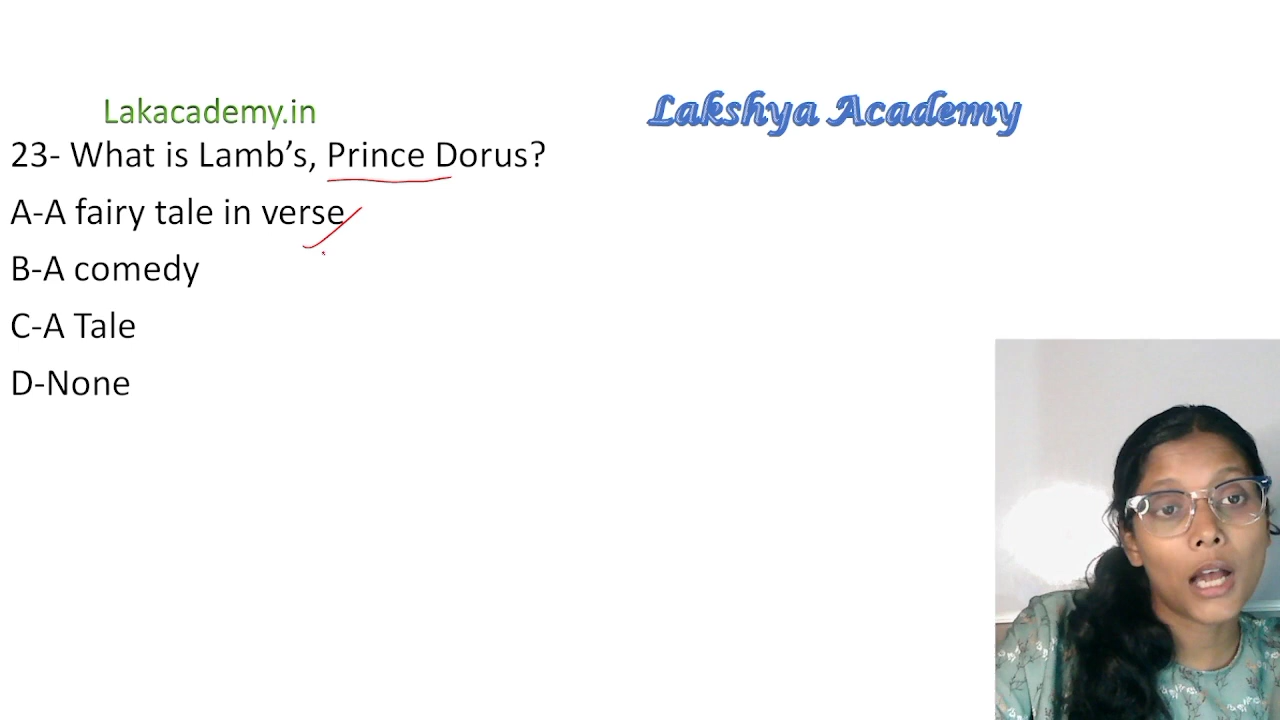 Lakacademy.in
Lakshya Academy
23- What is Lamb’s, Prince Dorus?
A-A fairy tale in verse
B-A comedy
C-A Tale
D-None